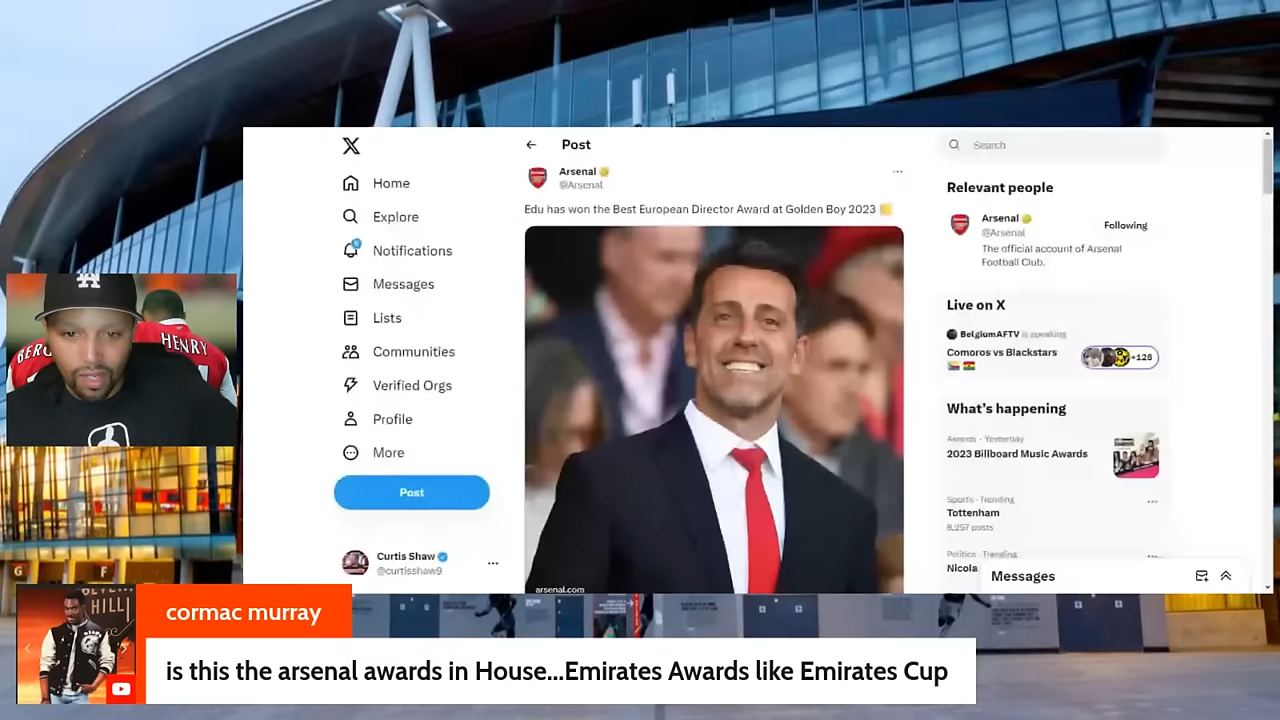 Home
Explore
Notifications
Messages
Lists
Communities
Verified Orgs
Profile
More
Post
Curtis Shaw
@curtisshaw9
Post
Arsenal
@Arsenal
Edu has won the Best European Director Award at Golden Boy 2023
arsenal.com
Search
Relevant people
Arsenal
@Arsenal
Following
The official account of Arsenal
Football Club.
Live on X
BelgiumAFTV is speaking
Comoros vs Blackstars
+126
What's happening
Awards · Yesterday
2023 Billboard Music Awards
Sports · Trending
Tottenham
8,257 posts
Politics · Trending
Nicola
Messages
HENRY
G
F
HILL
cormac murray
is this the arsenal awards in House...Emirates Awards like Emirates Cup